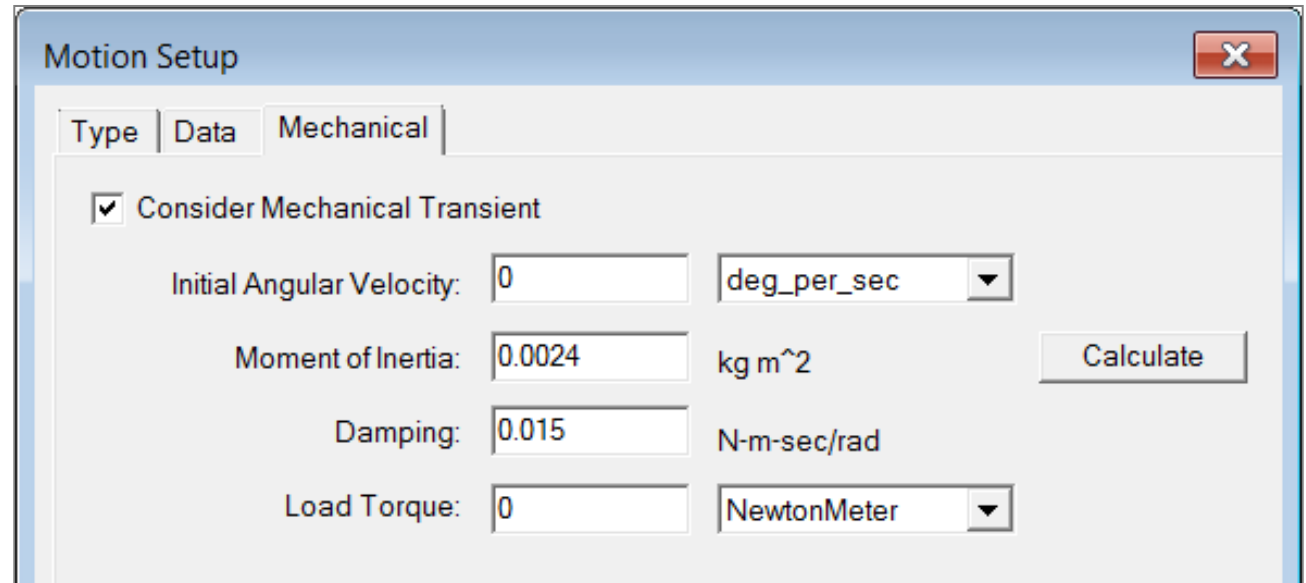 Motion Setup
Type Data Mechanical
Consider Mechanical Transient
Initial Angular Velocity: 0 deg_per_sec
Moment of Inertia: 0.0024 kg m^2 Calculate
Damping: 0.015 N-m-sec/rad
Load Torque: 0 NewtonMeter